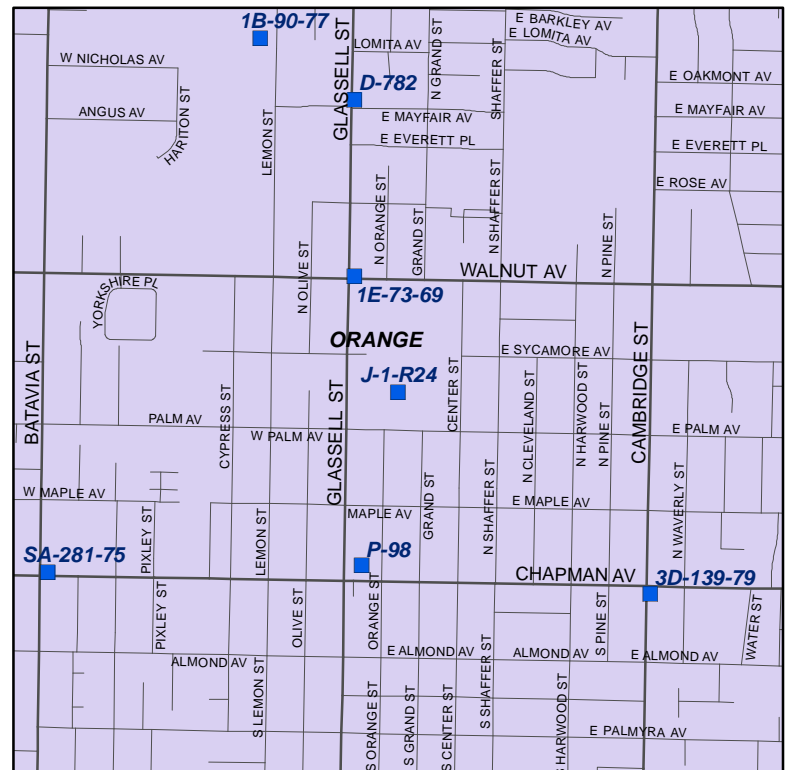 1B-90-77
E BARKLEY AV
E LOMITA AV
LOMITA AV
W NICHOLAS AV
GLASSELL ST
N GRAND ST
SHAFFER ST
E OAKMONT AV
D-782
ANGUS AV
HARITON ST
LEMON ST
E MAYFAIR AV
E MAYFAIR AV
E EVERETT PL
E EVERETT PL
E ROSE AV
N ORANGE ST
GRAND ST
N SHAFFER ST
N PINE ST
N OLIVE ST
WALNUT AV
YORKSHIRE PL
1E-73-69
ORANGE
E SYCAMORE AV
CAMBRIDGE ST
BATAVIA ST
J-1-R24
CYPRESS ST
CENTER ST
N CLEVELAND ST
N HARWOOD ST
N PINE ST
PALM AV
W PALM AV
E PALM AV
GLASSELL ST
GRAND ST
N SHAFFER ST
N WAVERLY ST
W MAPLE AV
E MAPLE AV
MAPLE AV
PIXLEY ST
LEMON ST
SA-281-75
P-98
CHAPMAN AV
3D-139-79
PIXLEY ST
OLIVE ST
ORANGE ST
S PINE ST
WATER ST
E ALMOND AV
ALMOND AV
E ALMOND AV
ALMOND AV
S LEMON ST
S SHAFFER ST
S ORANGE ST
S GRAND ST
S CENTER ST
HARWOOD ST
E PALMYRA AV